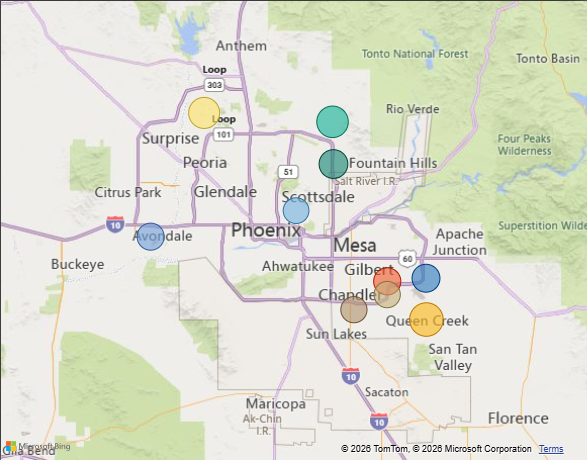 Anthem
Tonto National Forest
Tonto Basin
Loop
303
Rio Verde
Loop
101
Surprise
Four Peaks
Wilderness
Peoria
51
Fountain Hills
Salt River I.R.
Citrus Park
Glendale
Scottsdale
10
Superstition Wilde
Avondale
Phoenix
Mesa
Apache
Junction
60
Buckeye
Ahwatukee
Gilbert
Chandler
Queen Creek
Sun Lakes
San Tan
Valley
10
Sacaton
Maricopa
Ak-Chin
I.R.
10
Florence
Microsoft Bing
Gila Bend
© 2026 TomTom, © 2026 Microsoft Corporation Terms